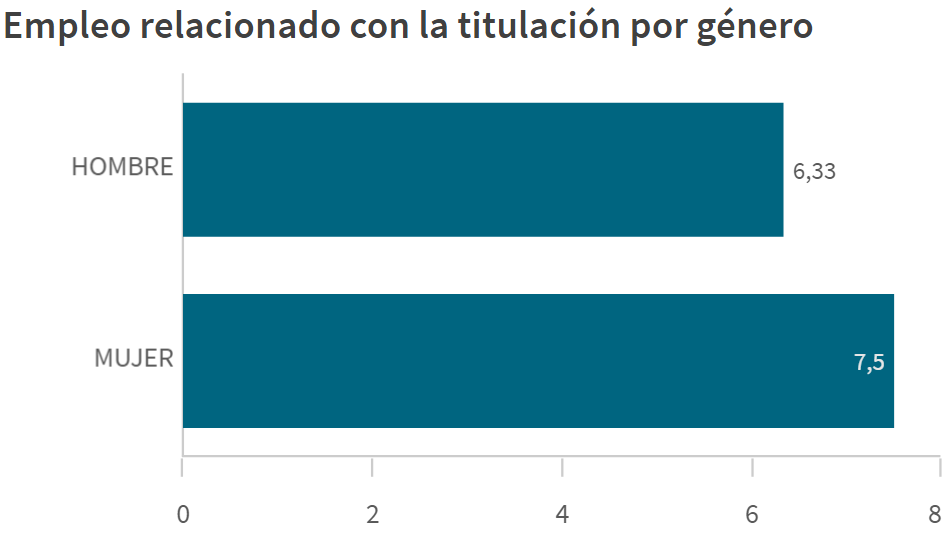 Empleo relacionado con la titulación por género
HOMBRE
6,33
MUJER
7,5
0 2 4 6 8